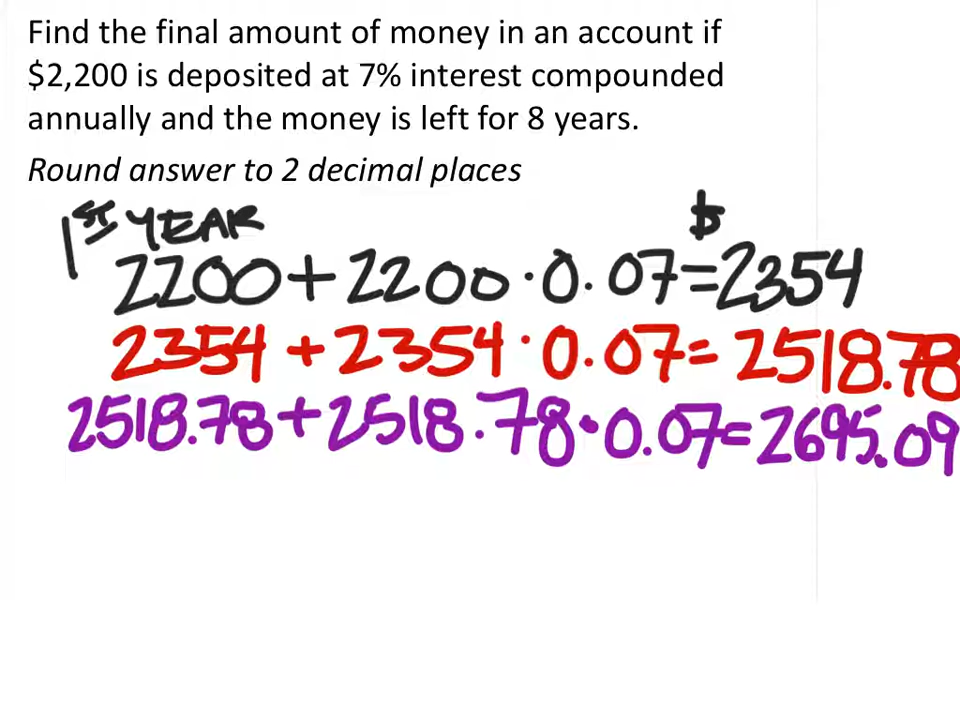 Find the final amount of money in an account if
$2,200 is deposited at 7% interest compounded
annually and the money is left for 8 years.
Round answer to 2 decimal places
1ST YEAR $
2200+2200·0.07=2354
2354+2354·0.07=2518.78
2518.78+2518.78·0.07=2695.09